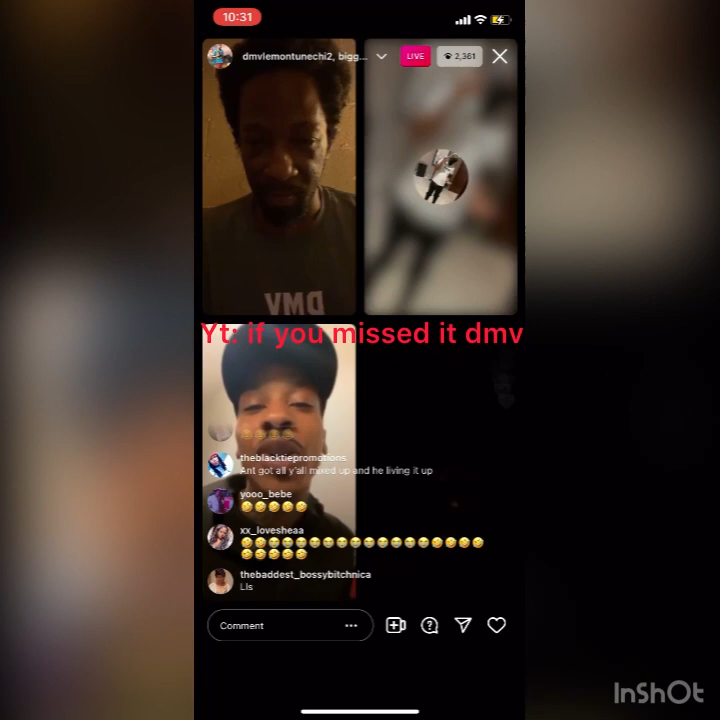 10:31
dmvlemontunechi2, bigg...
LIVE
2,361
DMV
Yt: if you missed it dmv
theblacktiepromotions
Ant got all y'all mixed up and he living it up
yooo_bebe
🤣🤣🤣🤣🤣
xx_lovesheaa
🤣🤣😭😭😭😭😭😭😭😭😭😭😭😭🤣🤣🤣🤣
🤣🤣🤣🤣🤣
thebaddest_bossybitchnica
Lls
Comment
InShOt